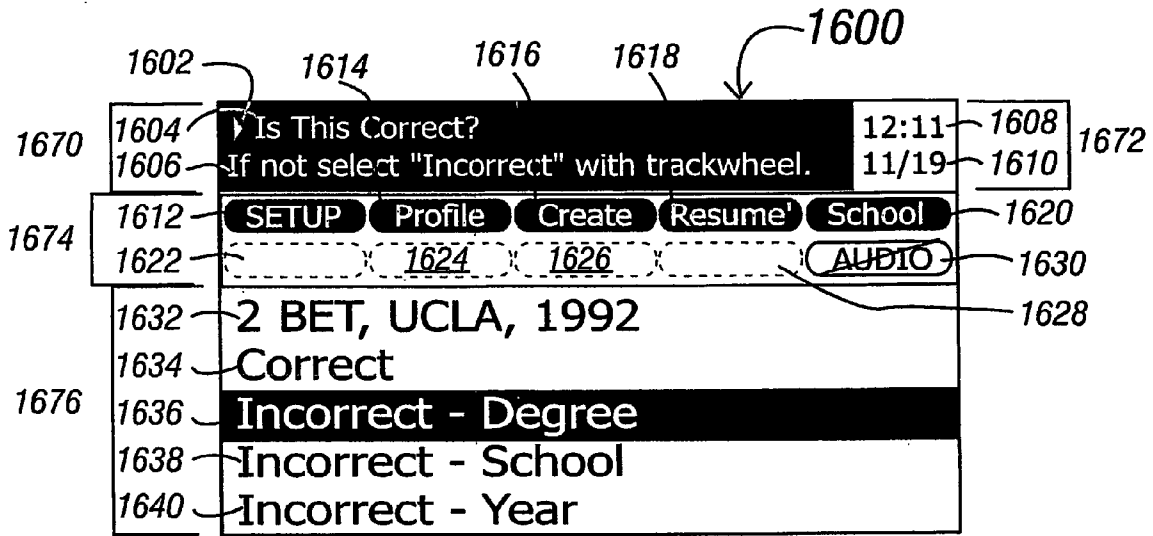 1600
1602 1614 1616 1618
1670 1604 Is This Correct? 12:11 1608 1672
1606 If not select "Incorrect" with trackwheel. 11/19 1610
1674 1612 SETUP Profile Create Resume' School 1620
1622 1624 1626 AUDIO 1630
1632 2 BET, UCLA, 1992 1628
1634 Correct
1676 1636 Incorrect - Degree
1638 Incorrect - School
1640 Incorrect - Year